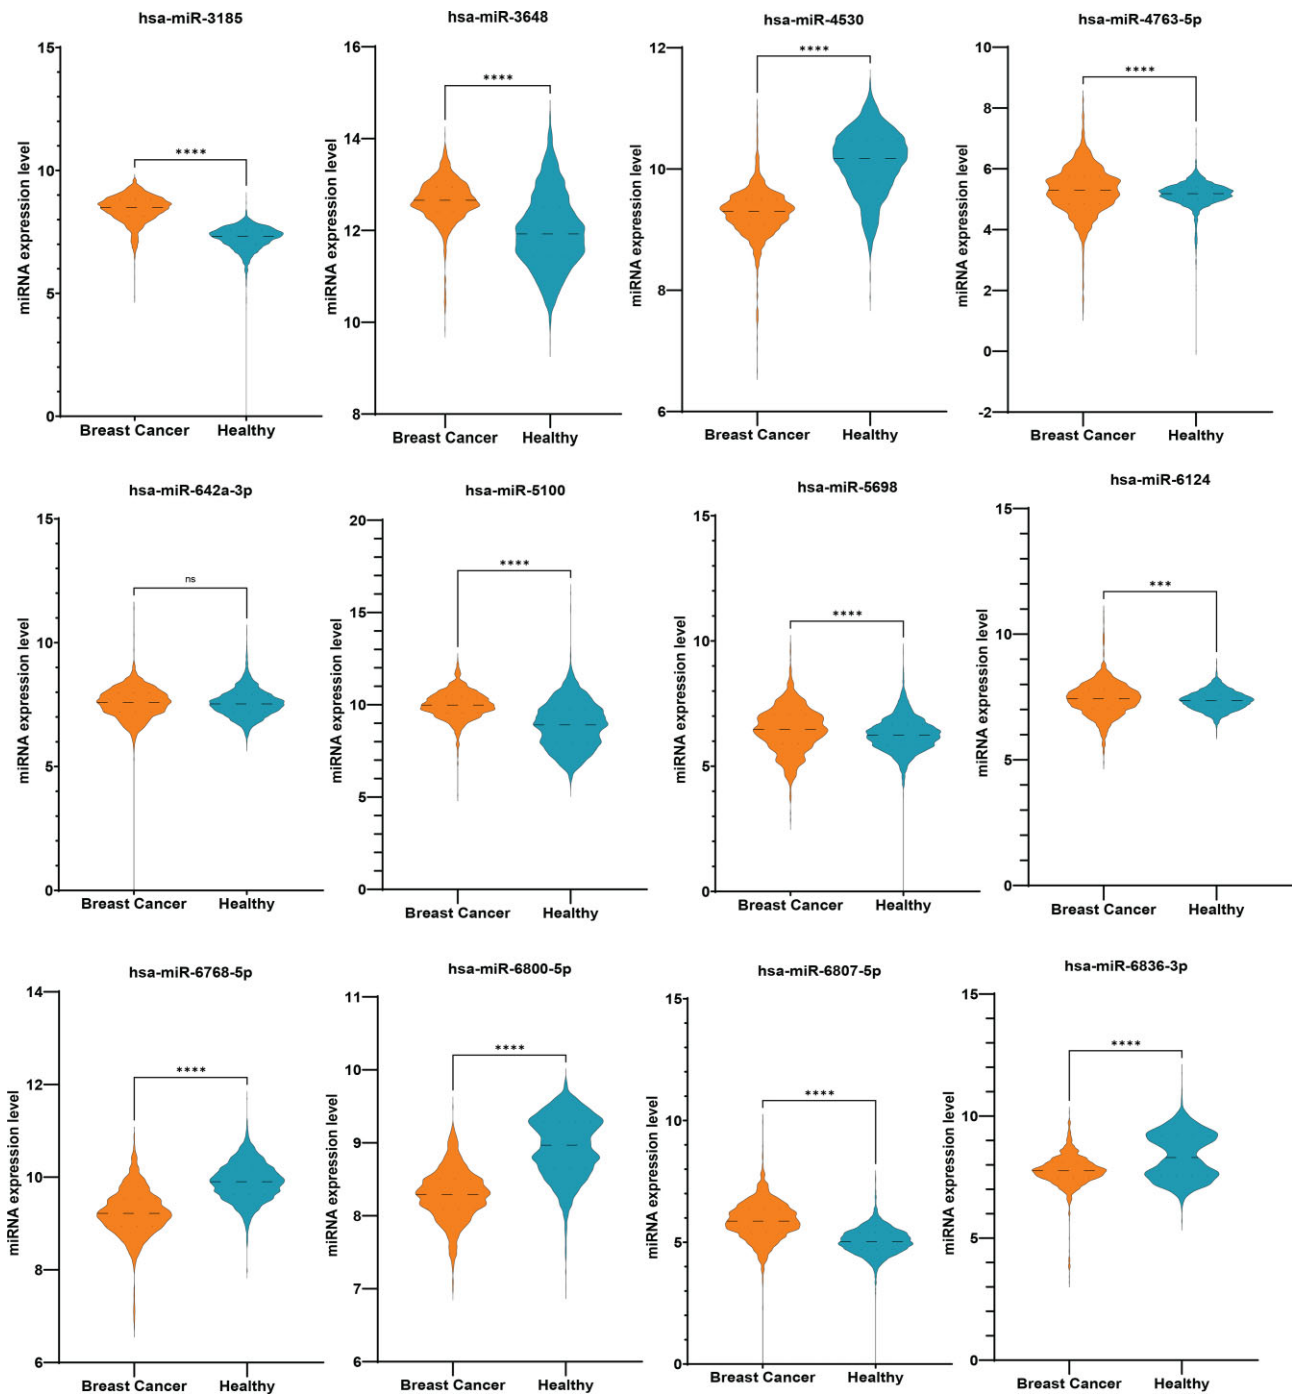 hsa-miR-3185
miRNA expression level
15
10
5
0
****
Breast Cancer Healthy
hsa-miR-3648
miRNA expression level
16
14
12
10
8
****
Breast Cancer Healthy
hsa-miR-4530
miRNA expression level
12
10
8
6
****
Breast Cancer Healthy
hsa-miR-4763-5p
miRNA expression level
10
8
6
4
2
0
-2
****
Breast Cancer Healthy
hsa-miR-642a-3p
miRNA expression level
15
10
5
0
ns
Breast Cancer Healthy
hsa-miR-5100
miRNA expression level
20
15
10
5
0
****
Breast Cancer Healthy
hsa-miR-5698
miRNA expression level
15
10
5
0
****
Breast Cancer Healthy
hsa-miR-6124
miRNA expression level
15
10
5
0
***
Breast Cancer Healthy
hsa-miR-6768-5p
miRNA expression level
14
12
10
8
6
****
Breast Cancer Healthy
hsa-miR-6800-5p
miRNA expression level
11
10
9
8
7
6
****
Breast Cancer Healthy
hsa-miR-6807-5p
miRNA expression level
15
10
5
0
****
Breast Cancer Healthy
hsa-miR-6836-3p
miRNA expression level
15
10
5
0
****
Breast Cancer Healthy